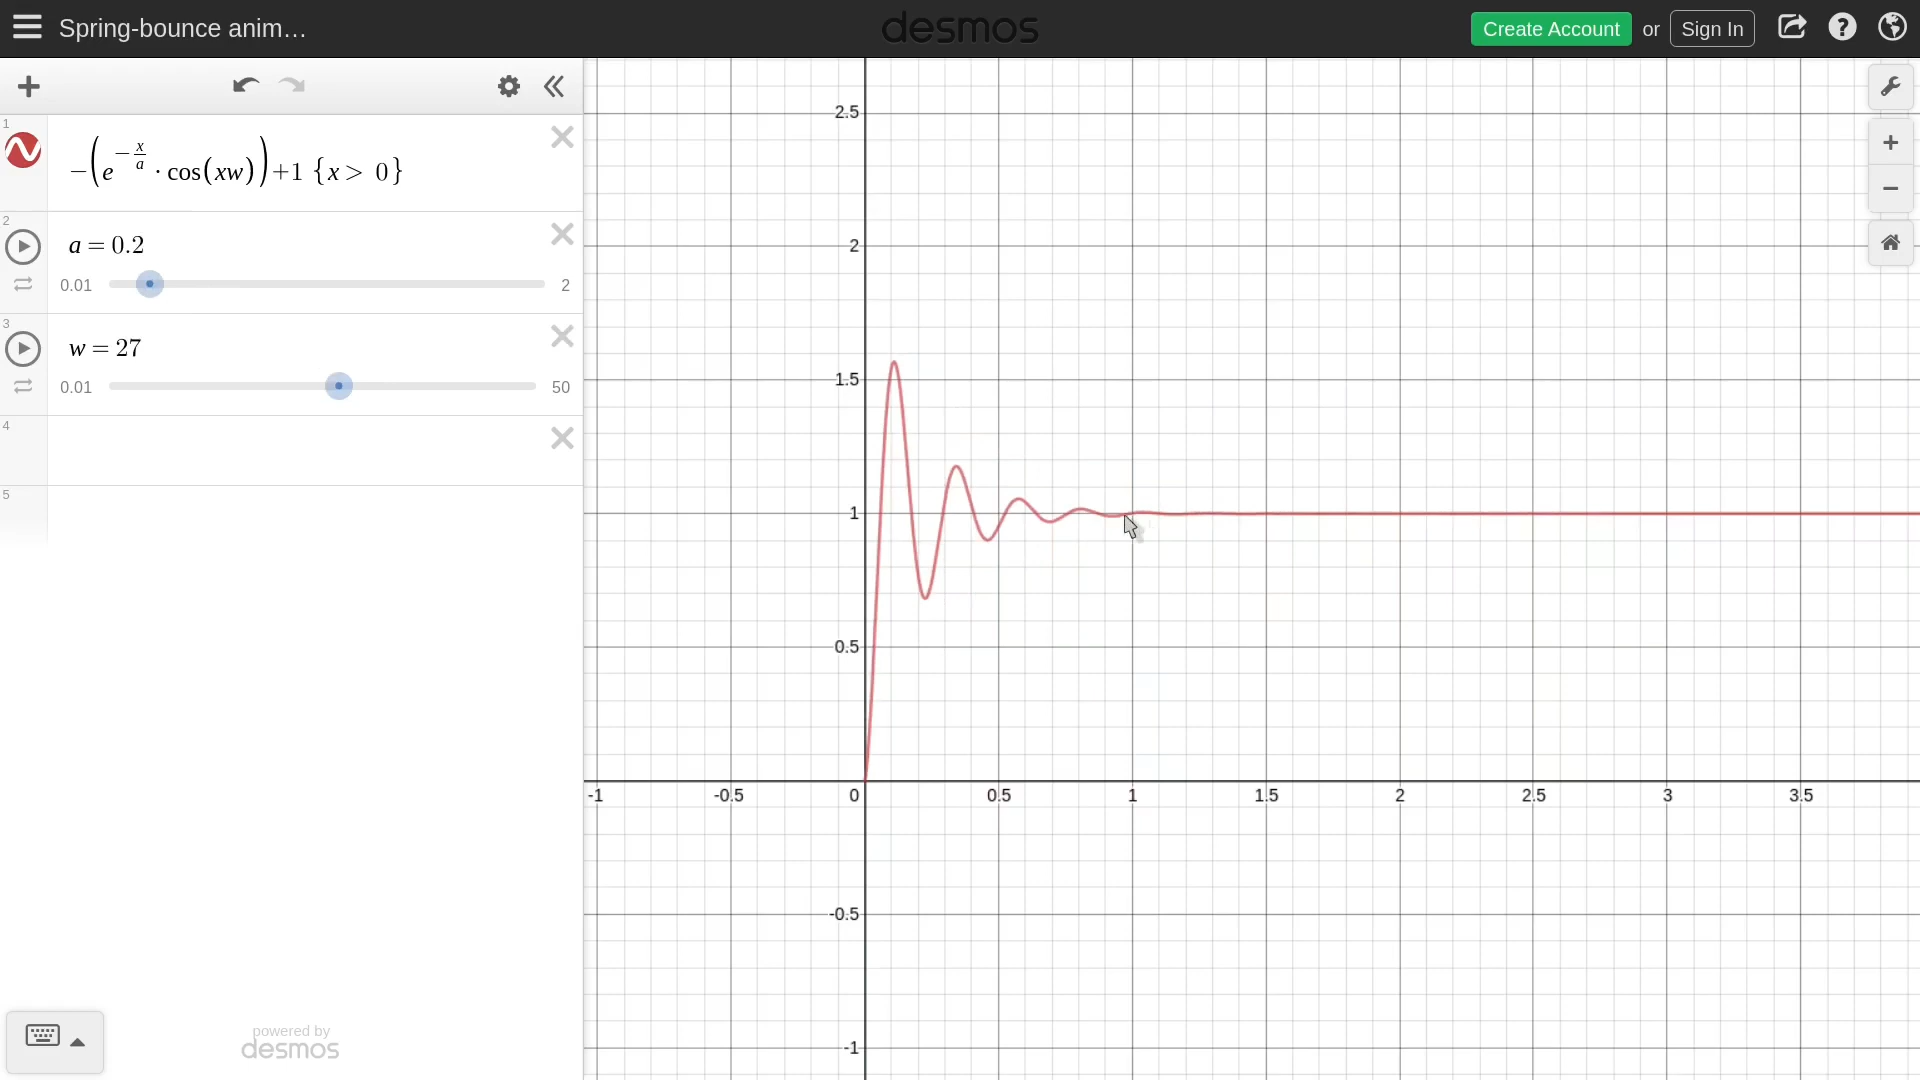 Spring-bounce anim…
desmos
Create Account or Sign In
1
−(e^{−x/a} · cos(xw))+1 {x > 0}
2
a = 0.2
0.01 2
3
w = 27
0.01 50
4
5
powered by
desmos
2.5
2
1.5
1
0.5
-1 -0.5 0 0.5 1 1.5 2 2.5 3 3.5
-0.5
-1